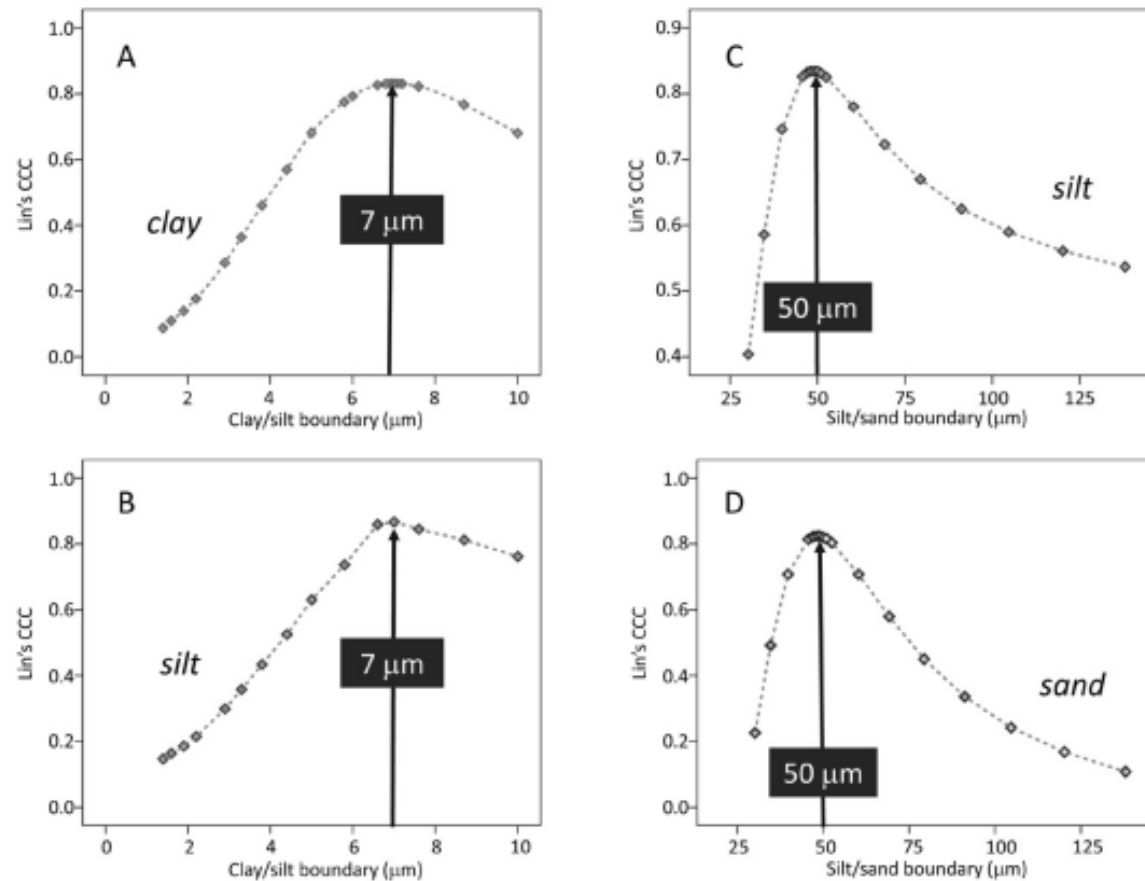 A
Lin's CCC
1.0
0.8
0.6
0.4
0.2
0.0
clay
7 μm
0 2 4 6 8 10
Clay/silt boundary (μm)
C
Lin's CCC
0.9
0.8
0.7
0.6
0.5
0.4
silt
50 μm
25 50 75 100 125
Silt/sand boundary (μm)
B
Lin's CCC
1.0
0.8
0.6
0.4
0.2
0.0
silt
7 μm
0 2 4 6 8 10
Clay/silt boundary (μm)
D
Lin's CCC
1.0
0.8
0.6
0.4
0.2
0.0
sand
50 μm
25 50 75 100 125
Silt/sand boundary (μm)